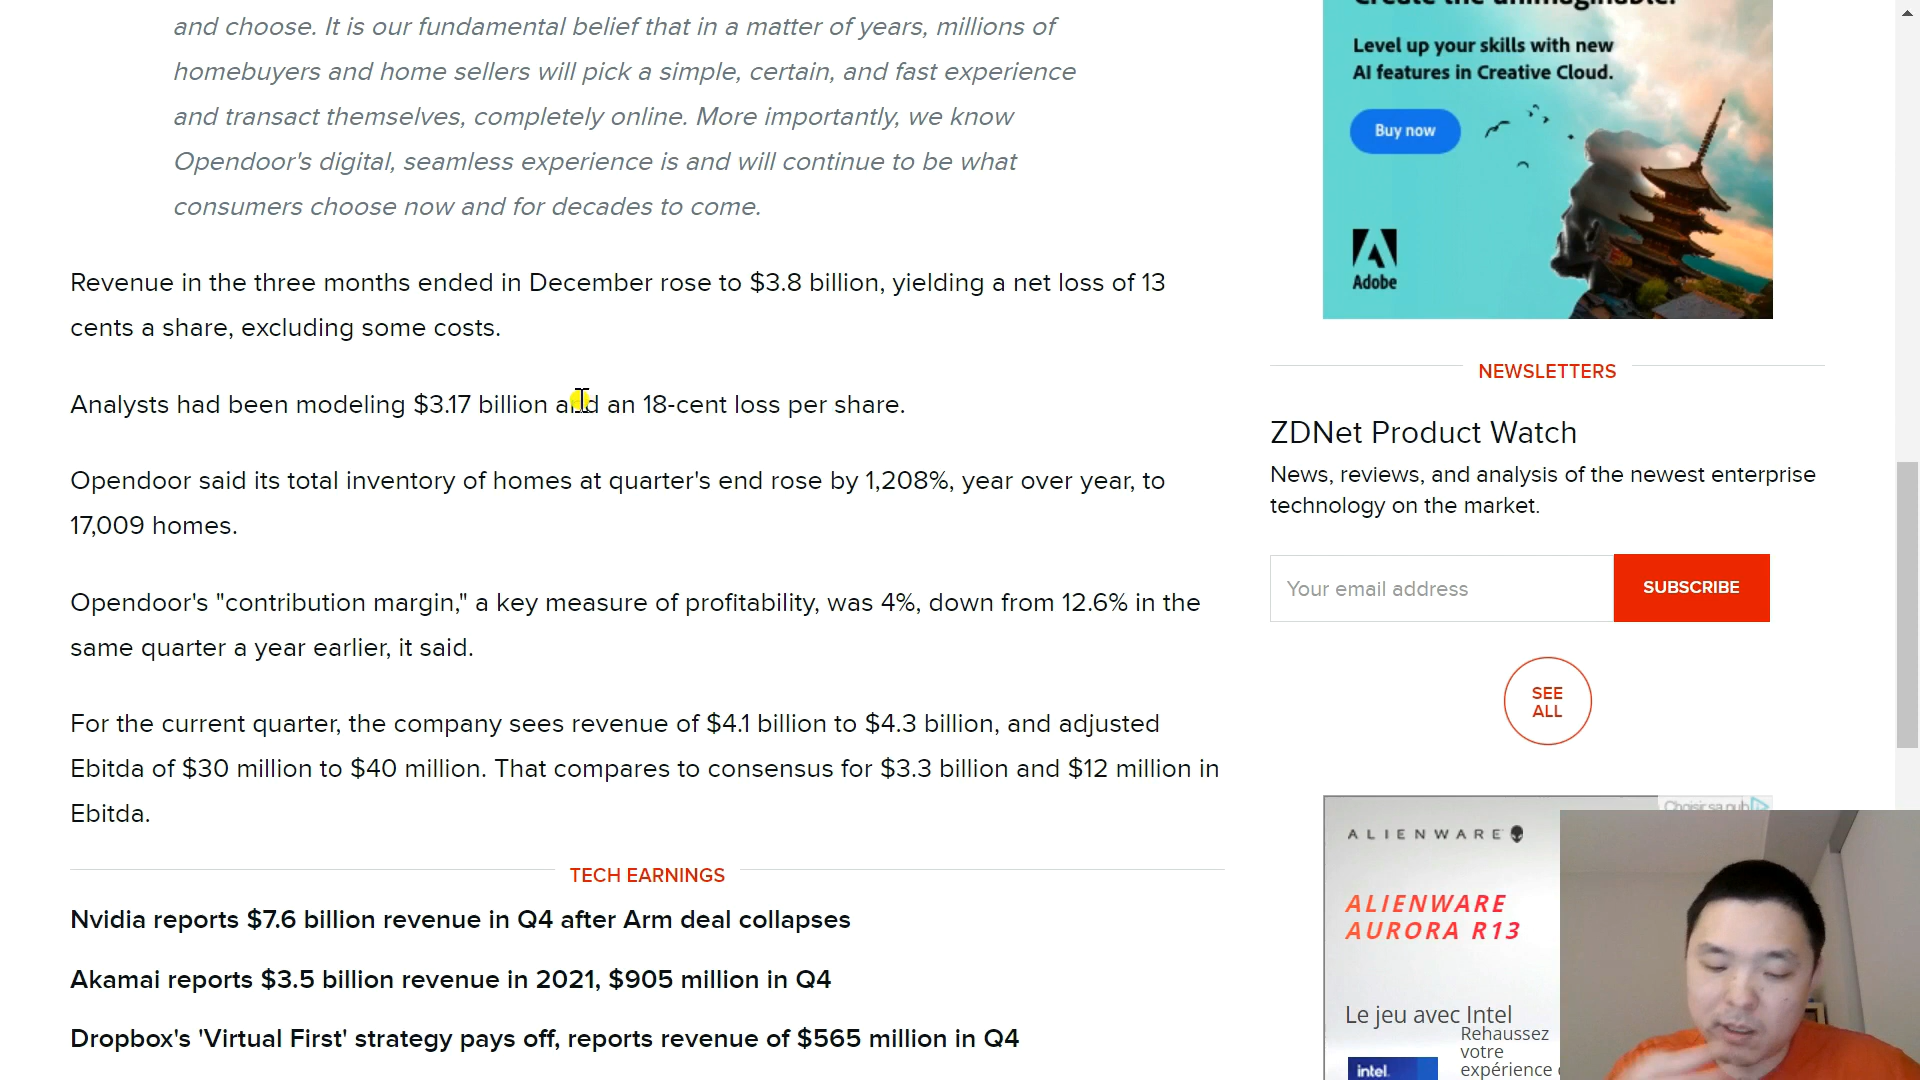 and choose. It is our fundamental belief that in a matter of years, millions of
homebuyers and home sellers will pick a simple, certain, and fast experience
and transact themselves, completely online. More importantly, we know
Opendoor's digital, seamless experience is and will continue to be what
consumers choose now and for decades to come.
Revenue in the three months ended in December rose to $3.8 billion, yielding a net loss of 13
cents a share, excluding some costs.
Analysts had been modeling $3.17 billion and an 18-cent loss per share.
Opendoor said its total inventory of homes at quarter's end rose by 1,208%, year over year, to
17,009 homes.
Opendoor's "contribution margin," a key measure of profitability, was 4%, down from 12.6% in the
same quarter a year earlier, it said.
For the current quarter, the company sees revenue of $4.1 billion to $4.3 billion, and adjusted
Ebitda of $30 million to $40 million. That compares to consensus for $3.3 billion and $12 million in
Ebitda.
TECH EARNINGS
Nvidia reports $7.6 billion revenue in Q4 after Arm deal collapses
Akamai reports $3.5 billion revenue in 2021, $905 million in Q4
Dropbox's 'Virtual First' strategy pays off, reports revenue of $565 million in Q4
Create the unimaginable.
Level up your skills with new
AI features in Creative Cloud.
Buy now
Adobe
NEWSLETTERS
ZDNet Product Watch
News, reviews, and analysis of the newest enterprise
technology on the market.
Your email address
SUBSCRIBE
SEE
ALL
Choisir sa pub
ALIENWARE
ALIENWARE
AURORA R13
Le jeu avec Intel
Rehaussez
votre
expérience
intel.